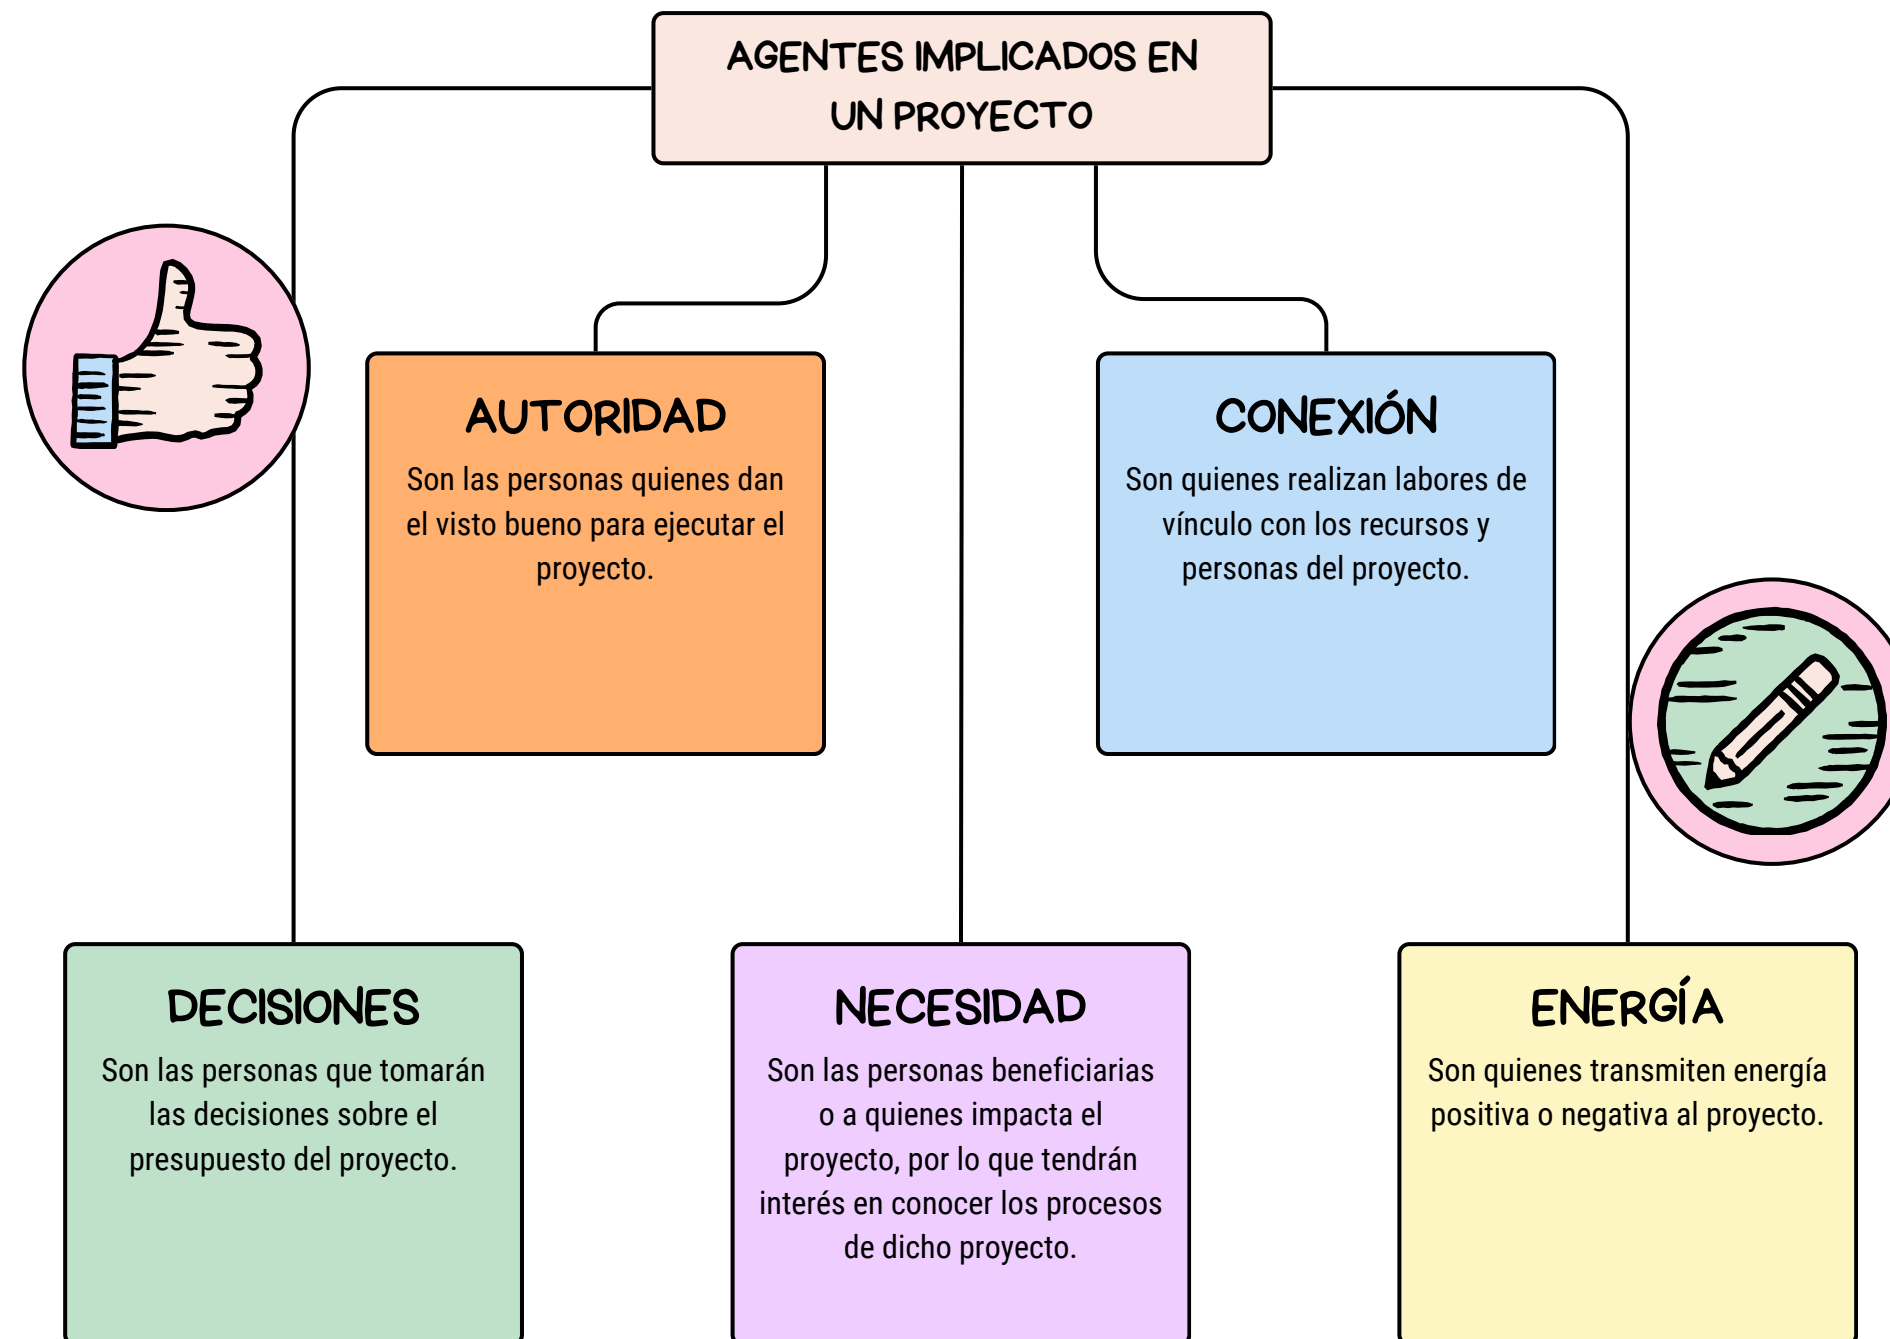 AGENTES IMPLICADOS EN
UN PROYECTO
AUTORIDAD
Son las personas quienes dan
el visto bueno para ejecutar el
proyecto.
CONEXIÓN
Son quienes realizan labores de
vínculo con los recursos y
personas del proyecto.
DECISIONES
Son las personas que tomarán
las decisiones sobre el
presupuesto del proyecto.
NECESIDAD
Son las personas beneficiarias
o a quienes impacta el
proyecto, por lo que tendrán
interés en conocer los procesos
de dicho proyecto.
ENERGÍA
Son quienes transmiten energía
positiva o negativa al proyecto.